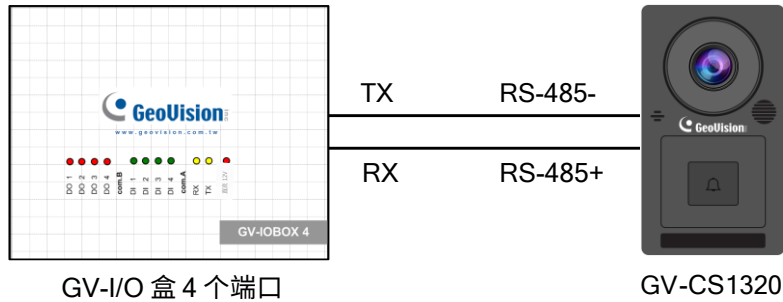 GeoVision
www.geovision.com.tw
DO 1
DO 2
DO 3
DO 4
com.B
DI 1
DI 2
DI 3
DI 4
com.A
RX
TX
GV-IOBOX 4
TX RS-485-
RX RS-485+
GeoVision
GV-I/O 盒 4 个端口
GV-CS1320